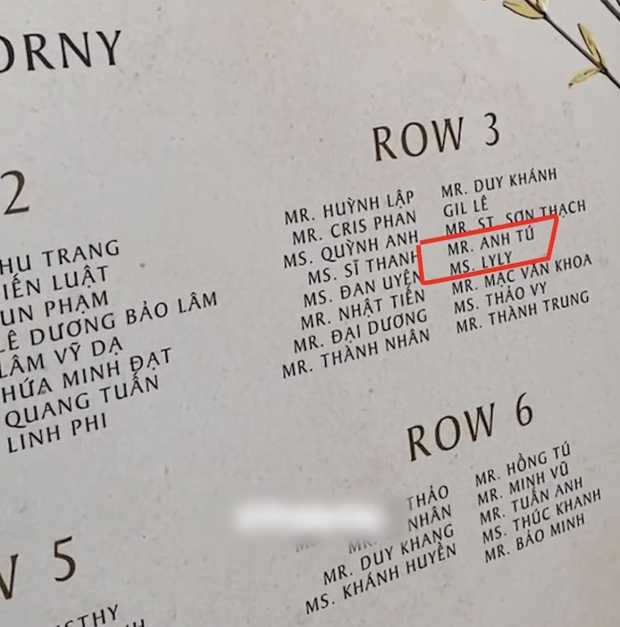 ORNY
2
HU TRANG
IẾN LUẬT
UN PHẠM
LÊ DƯƠNG BẢO LÂM
LÂM VỸ DẠ
HỨA MINH ĐẠT
QUANG TUẤN
LINH PHI
ROW 3
MR. HUỲNH LẬP
MR. CRIS PHAN
MS. QUỲNH ANH
MS. SĨ THANH
MS. ĐAN UYÊN
MR. NHẬT TIẾN
MR. ĐẠI DƯƠNG
MR. THÀNH NHÂN
MR. DUY KHÁNH
GIL LÊ
MR. ST. SƠN THẠCH
MR. ANH TÚ
MS. LYLY
MR. MẠC VĂN KHOA
MS. THẢO VY
MR. THÀNH TRUNG
W 5
STHY
ROW 6
THẢO
NHÂN
MR. DUY KHANG
MS. KHÁNH HUYỀN
MR. HỒNG TÚ
MR. MINH VŨ
MR. TUẤN ANH
MS. THÚC KHANH
MR. BẢO MINH